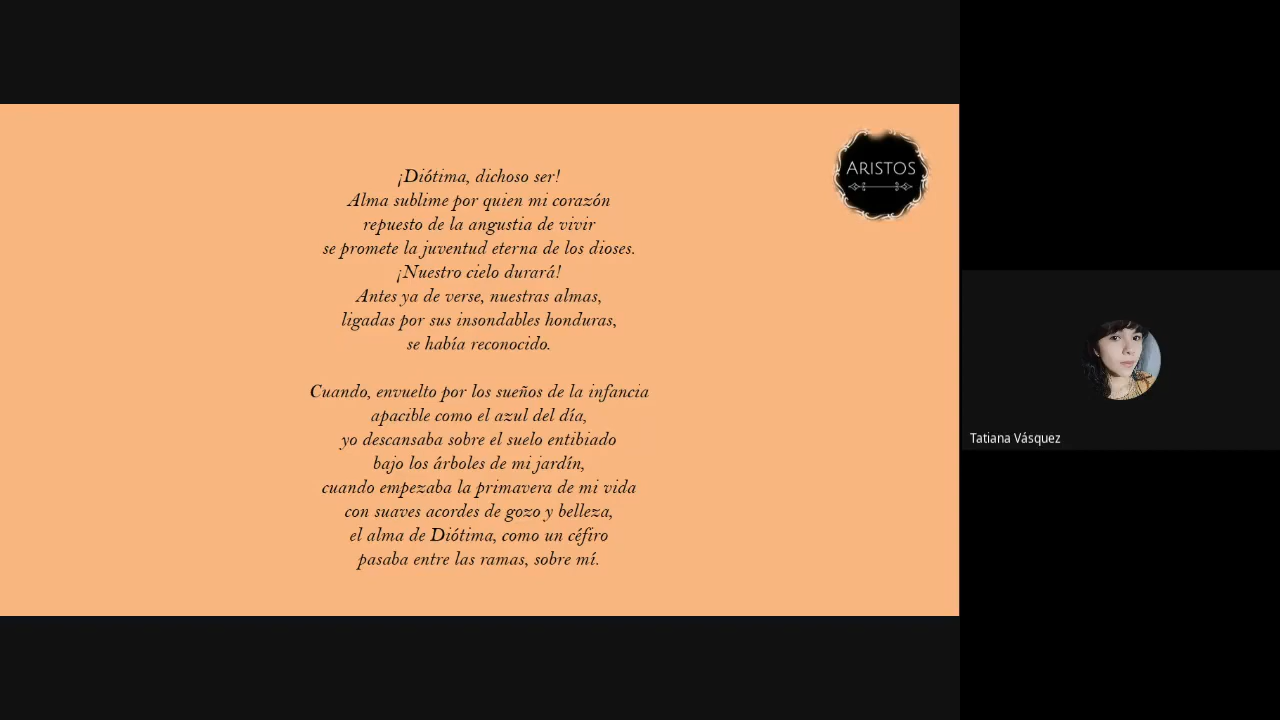 ARISTOS
¡Diótima, dichoso ser!
Alma sublime por quien mi corazón
repuesto de la angustia de vivir
se promete la juventud eterna de los dioses.
¡Nuestro cielo durará!
Antes ya de verse, nuestras almas,
ligadas por sus insondables honduras,
se había reconocido.
Cuando, envuelto por los sueños de la infancia
apacible como el azul del día,
yo descansaba sobre el suelo entibiado
bajo los árboles de mi jardín,
cuando empezaba la primavera de mi vida
con suaves acordes de gozo y belleza,
el alma de Diótima, como un céfiro
pasaba entre las ramas, sobre mí.
Tatiana Vásquez